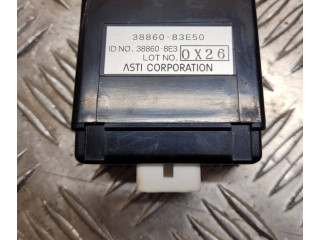 38860-83E50
ID NO. 38860-8E3
LOT NO. 0X26
ASTI CORPORATION